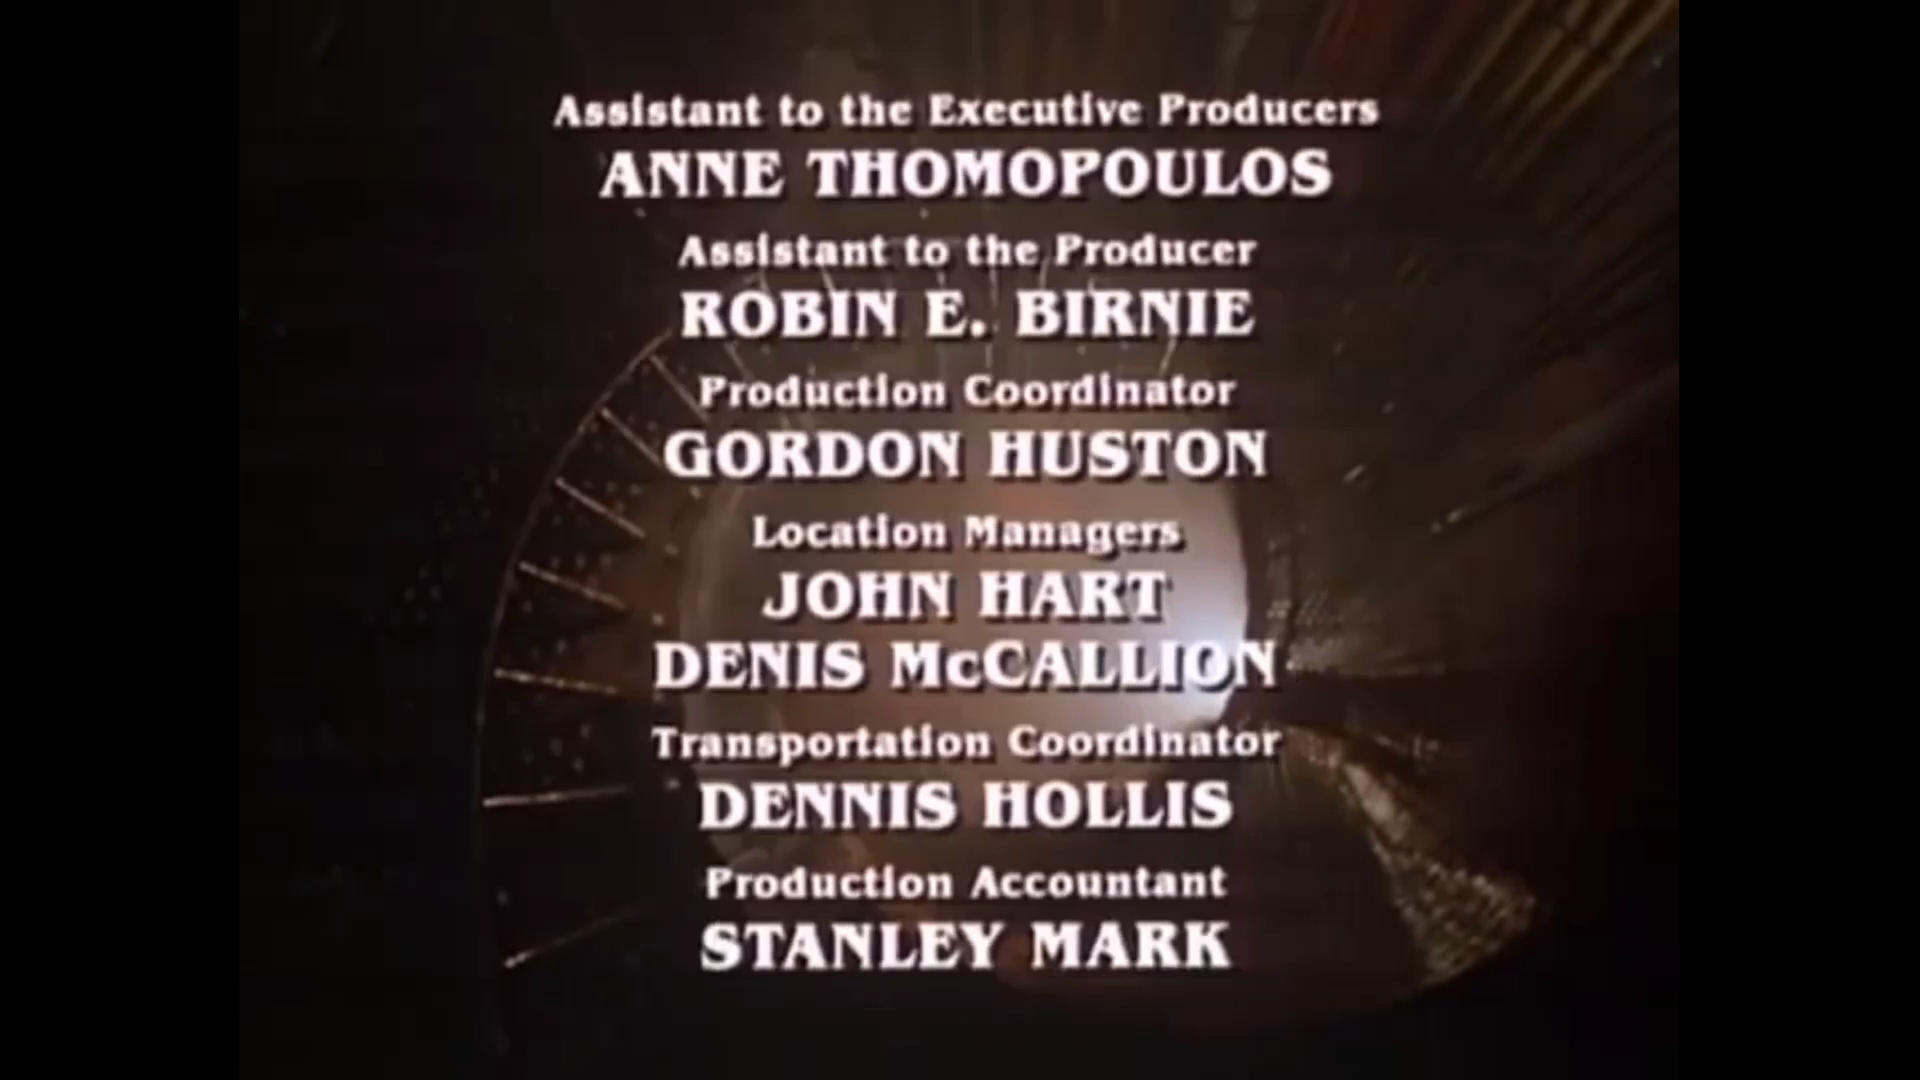 Assistant to the Executive Producers
ANNE THOMOPOULOS
Assistant to the Producer
ROBIN E. BIRNIE
Production Coordinator
GORDON HUSTON
Location Managers
JOHN HART
DENIS McCALLION
Transportation Coordinator
DENNIS HOLLIS
Production Accountant
STANLEY MARK